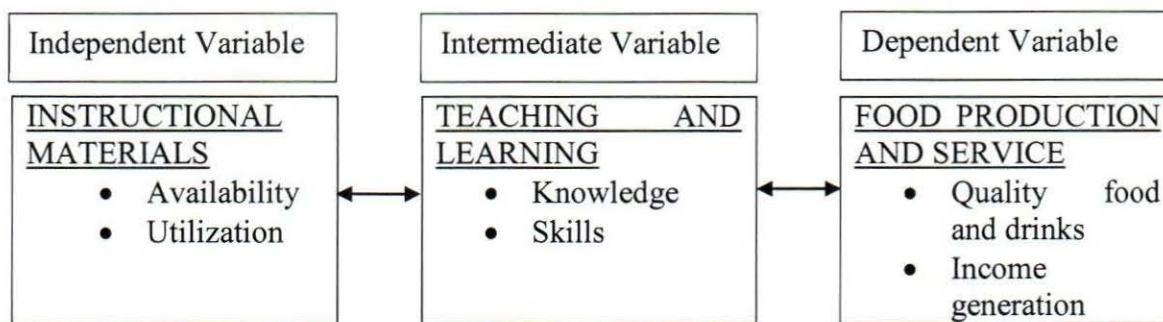 Independent Variable
INSTRUCTIONAL
MATERIALS
• Availability
• Utilization
Intermediate Variable
TEACHING AND
LEARNING
• Knowledge
• Skills
Dependent Variable
FOOD PRODUCTION
AND SERVICE
• Quality food
and drinks
• Income
generation